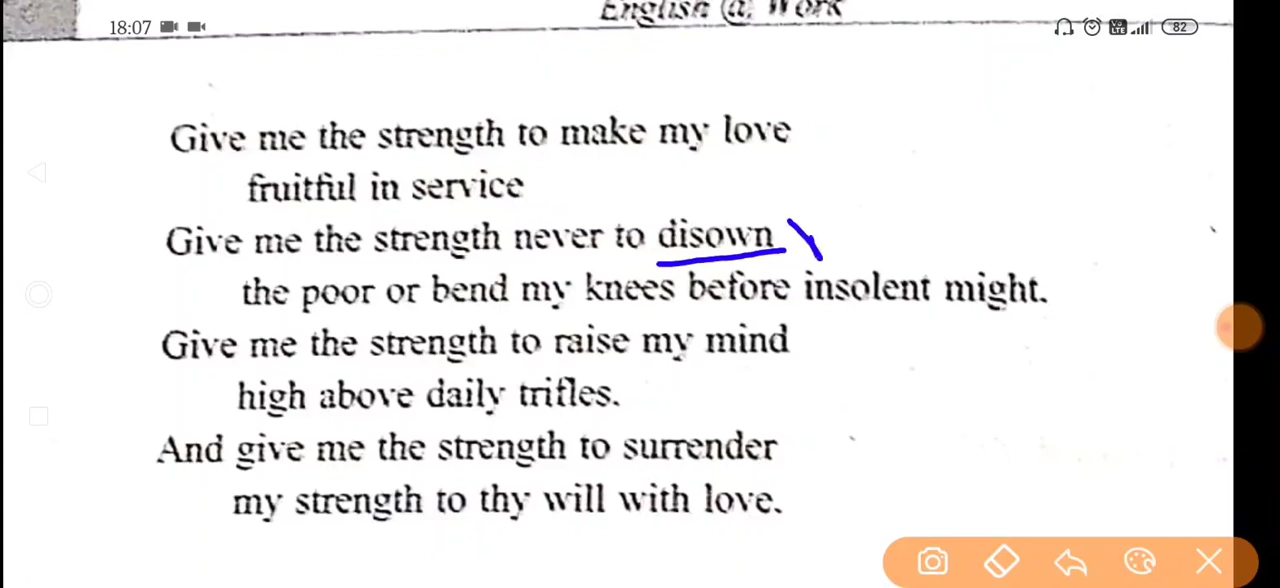 English @ Work
18:07
82
Give me the strength to make my love
fruitful in service
Give me the strength never to disown
the poor or bend my knees before insolent might.
Give me the strength to raise my mind
high above daily trifles.
And give me the strength to surrender
my strength to thy will with love.